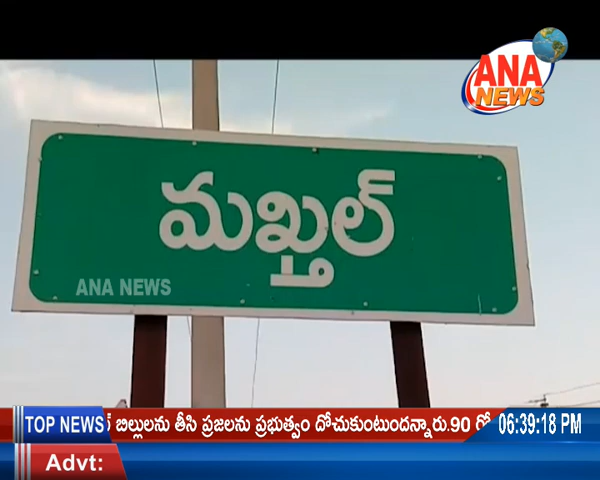 ANA
NEWS
మఖ్తల్
ANA NEWS
TOP NEWS
బిల్లులను తీసి ప్రజలను ప్రభుత్వం దోచుకుంటుందన్నారు.90
06:39:18 PM
Advt: